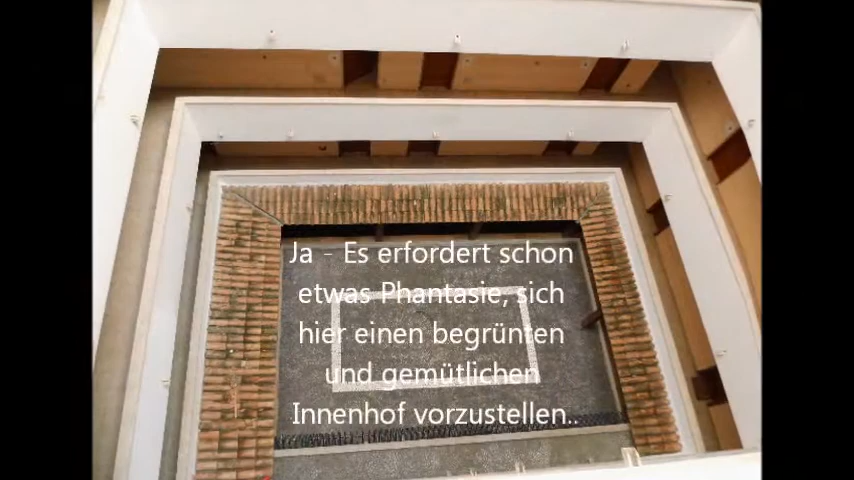 Ja - Es erfordert schon
etwas Phantasie, sich
hier einen begrünten
und gemütlichen
Innenhof vorzustellen..